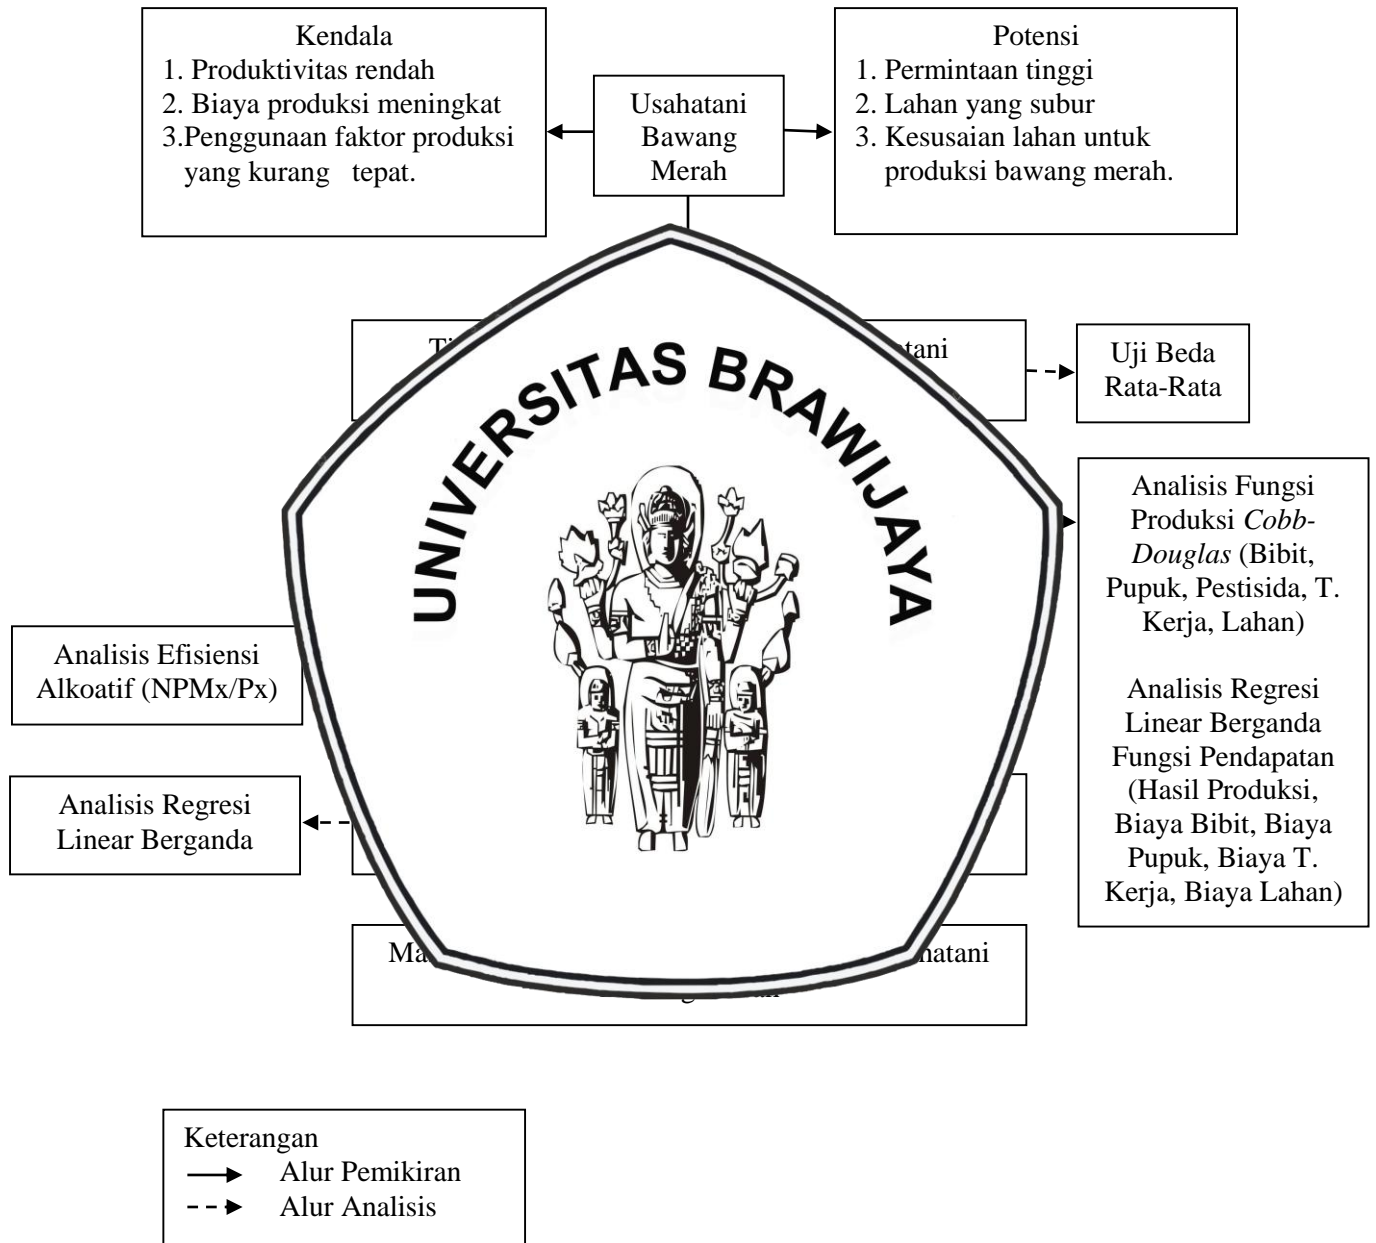 Kendala
1. Produktivitas rendah
2. Biaya produksi meningkat
3.Penggunaan faktor produksi
yang kurang tepat.
Usahatani
Bawang
Merah
Potensi
1. Permintaan tinggi
2. Lahan yang subur
3. Kesusaian lahan untuk
produksi bawang merah.
UNIVERSITAS BRAWIJAYA
Uji Beda
Rata-Rata
Analisis Fungsi
Produksi Cobb-
Douglas (Bibit,
Pupuk, Pestisida, T.
Kerja, Lahan)
Analisis Regresi
Linear Berganda
Fungsi Pendapatan
(Hasil Produksi,
Biaya Bibit, Biaya
Pupuk, Biaya T.
Kerja, Biaya Lahan)
Analisis Efisiensi
Alkoatif (NPMx/Px)
Analisis Regresi
Linear Berganda
Keterangan
Alur Pemikiran
Alur Analisis